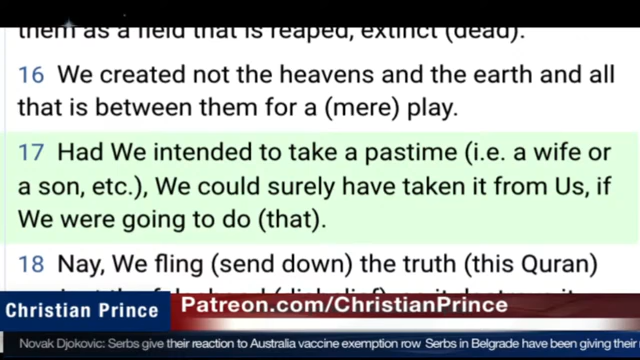 them as a field that is reaped, extinct (dead).
16 We created not the heavens and the earth and all
that is between them for a (mere) play.
17 Had We intended to take a pastime (i.e. a wife or
a son, etc.), We could surely have taken it from Us, if
We were going to do (that).
18 Nay, We fling (send down) the truth (this Quran)
Christian Prince
Patreon.com/ChristianPrince
Novak Djokovic: Serbs give their reaction to Australia vaccine exemption row Serbs in Belgrade have been giving their